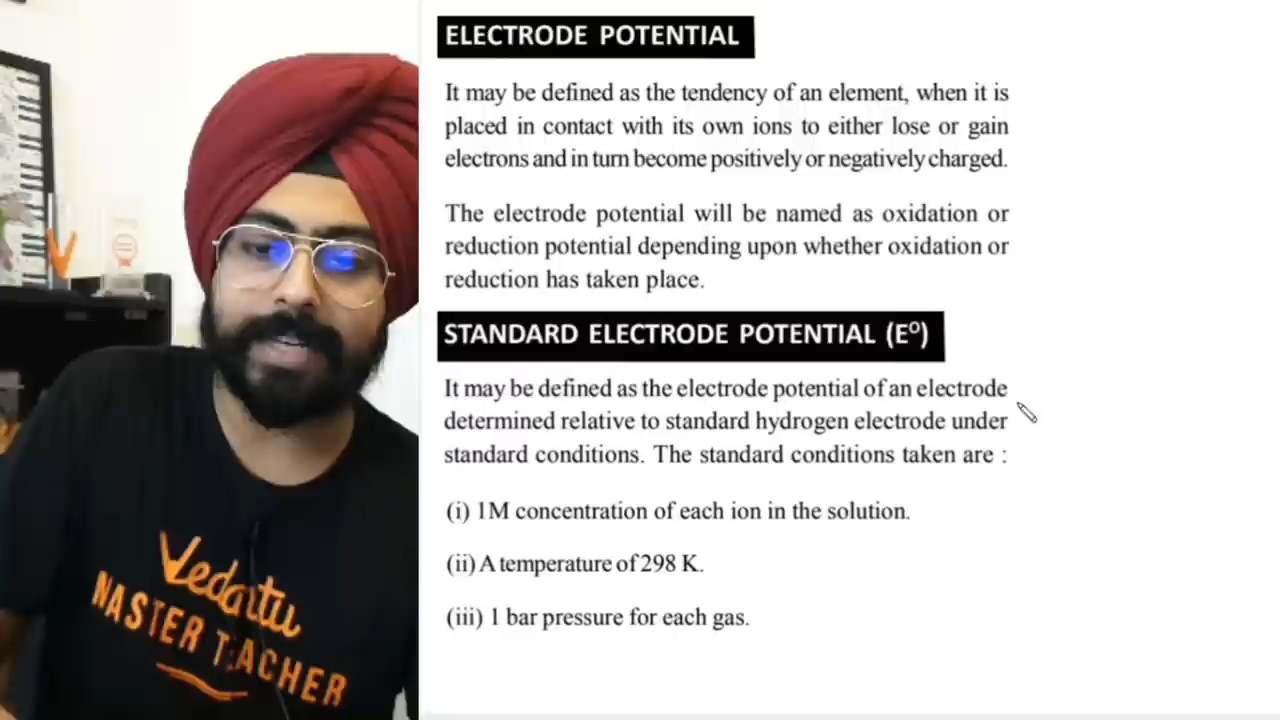 ELECTRODE POTENTIAL
It may be defined as the tendency of an element, when it is
placed in contact with its own ions to either lose or gain
electrons and in turn become positively or negatively charged.
The electrode potential will be named as oxidation or
reduction potential depending upon whether oxidation or
reduction has taken place.
STANDARD ELECTRODE POTENTIAL (E⁰)
It may be defined as the electrode potential of an electrode
determined relative to standard hydrogen electrode under
standard conditions. The standard conditions taken are :
(i) 1M concentration of each ion in the solution.
(ii) A temperature of 298 K.
(iii) 1 bar pressure for each gas.
Vedantu
MASTER TEACHER